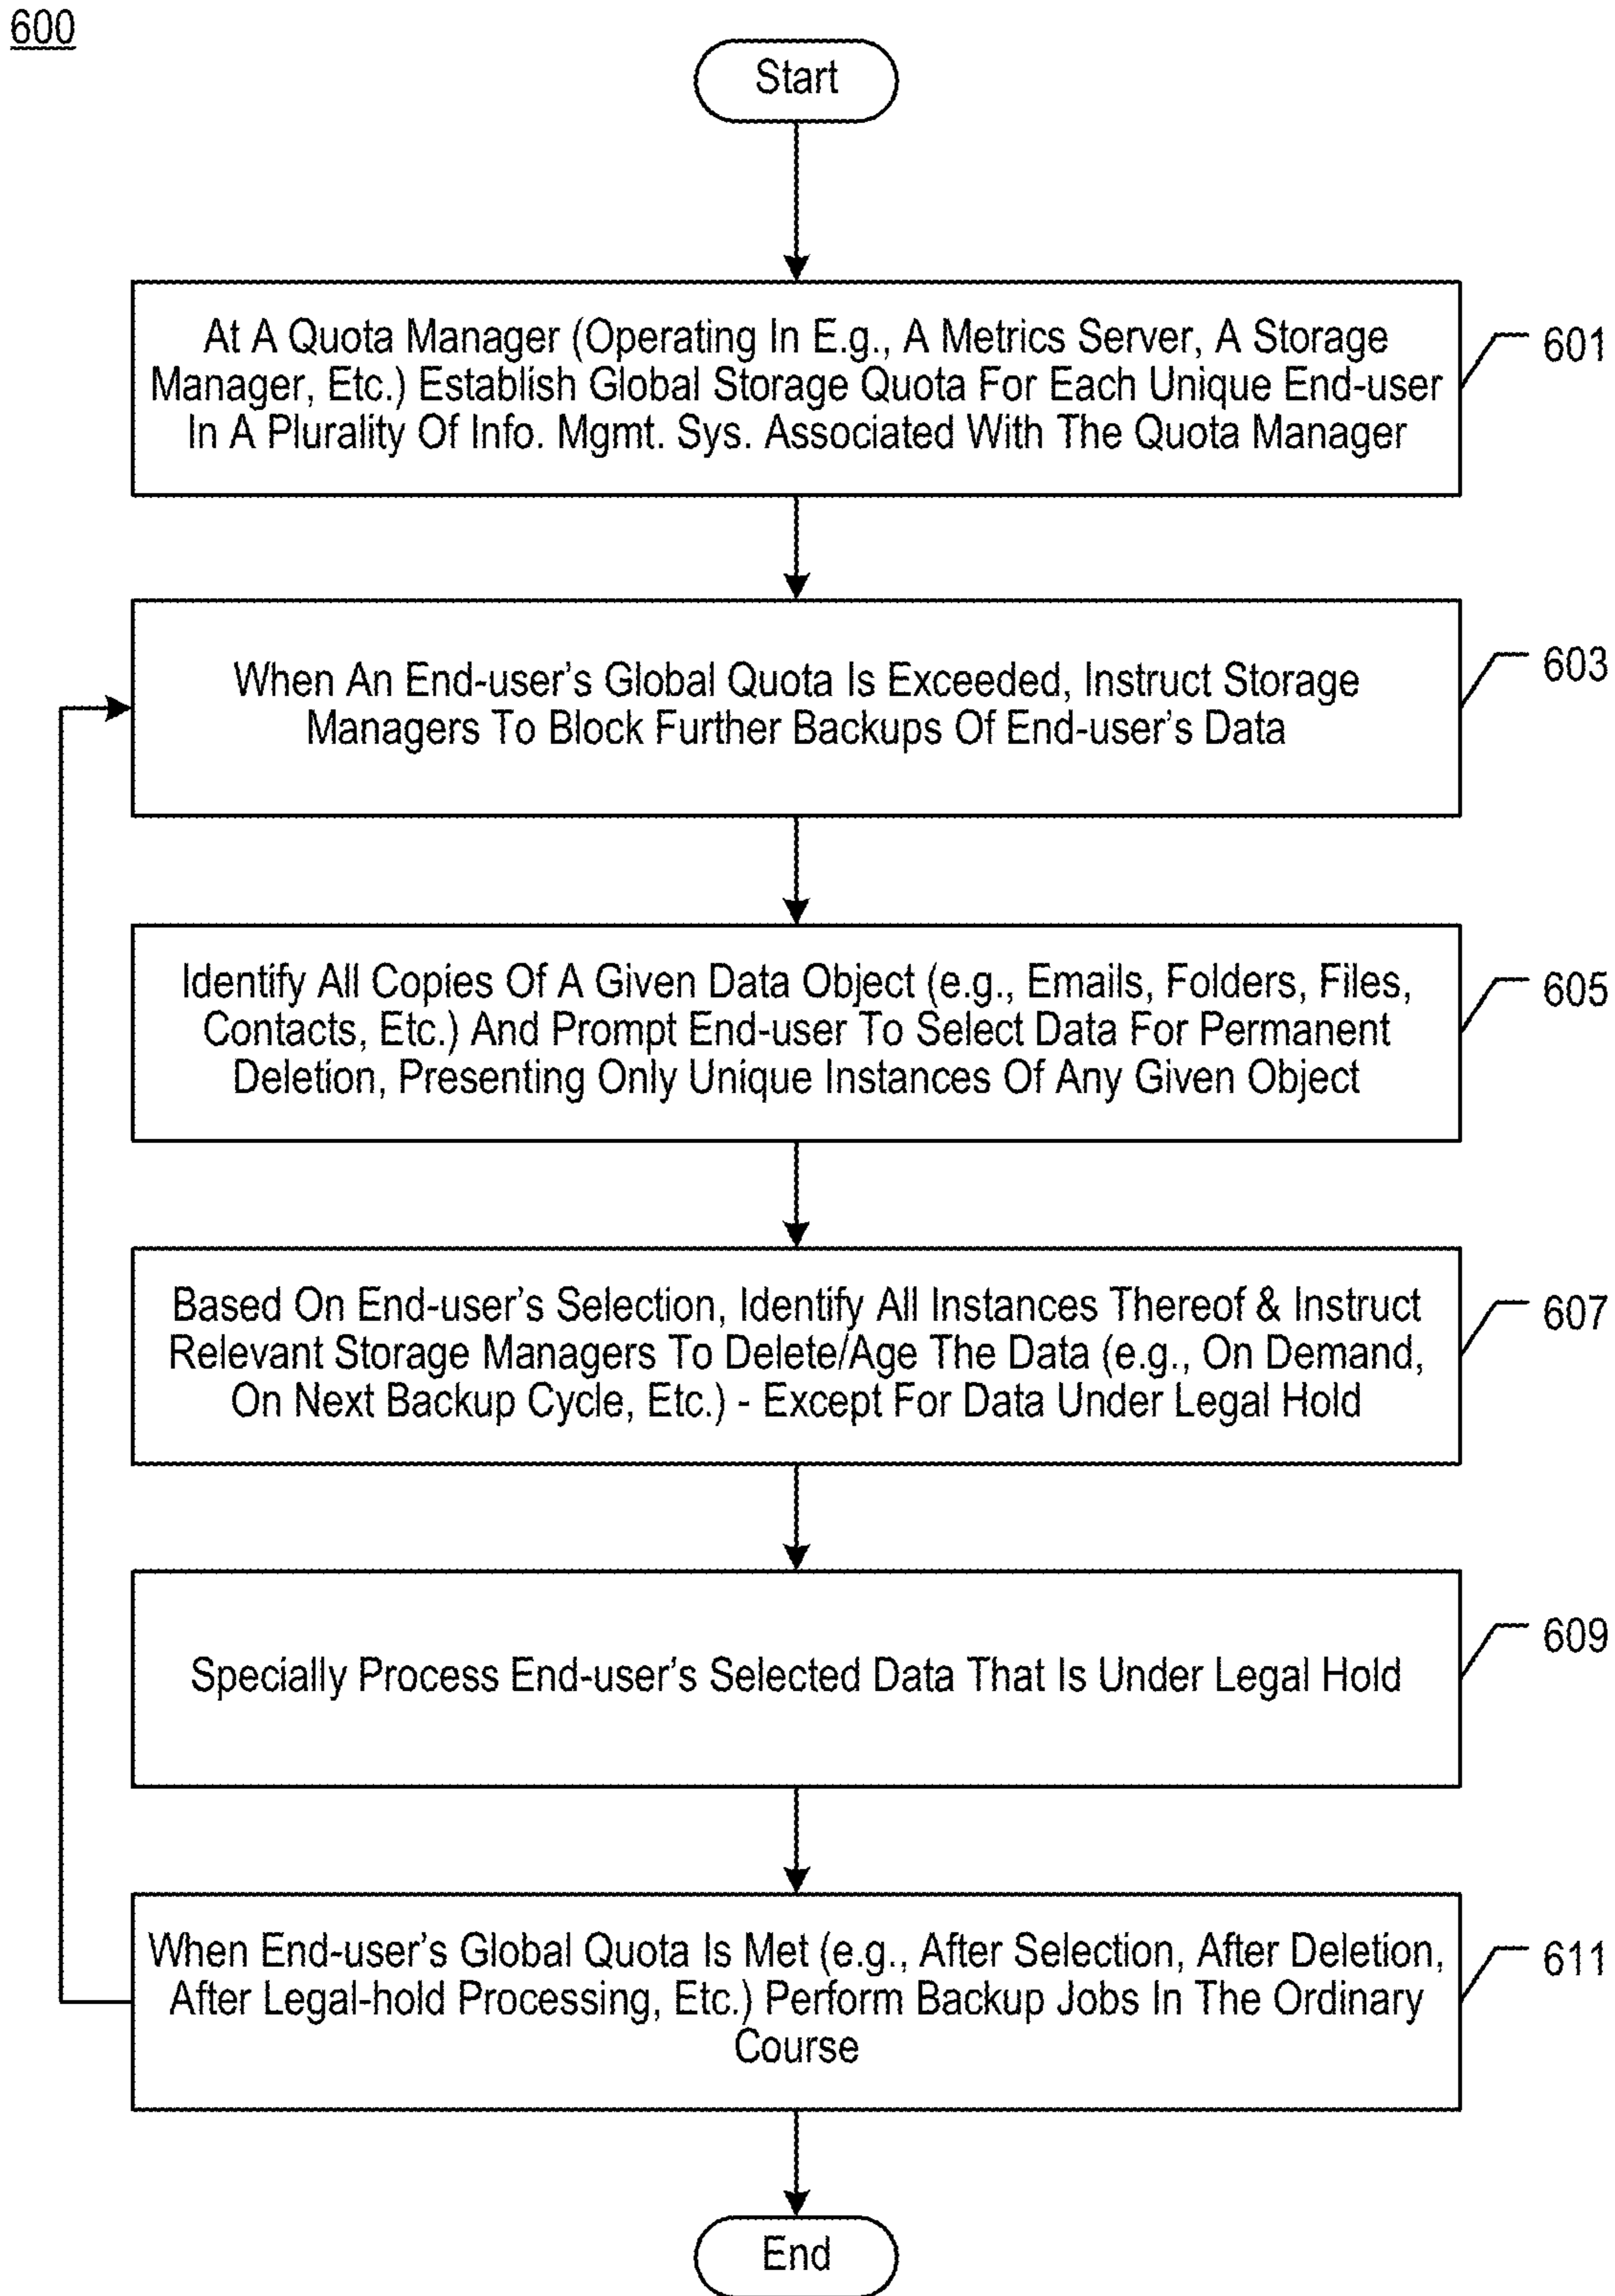 600
Start
At A Quota Manager (Operating In E.g., A Metrics Server, A Storage
Manager, Etc.) Establish Global Storage Quota For Each Unique End-user
In A Plurality Of Info. Mgmt. Sys. Associated With The Quota Manager
601
When An End-user's Global Quota Is Exceeded, Instruct Storage
Managers To Block Further Backups Of End-user's Data
603
Identify All Copies Of A Given Data Object (e.g., Emails, Folders, Files,
Contacts, Etc.) And Prompt End-user To Select Data For Permanent
Deletion, Presenting Only Unique Instances Of Any Given Object
605
Based On End-user's Selection, Identify All Instances Thereof & Instruct
Relevant Storage Managers To Delete/Age The Data (e.g., On Demand,
On Next Backup Cycle, Etc.) - Except For Data Under Legal Hold
607
Specially Process End-user's Selected Data That Is Under Legal Hold
609
When End-user's Global Quota Is Met (e.g., After Selection, After Deletion,
After Legal-hold Processing, Etc.) Perform Backup Jobs In The Ordinary
Course
611
End